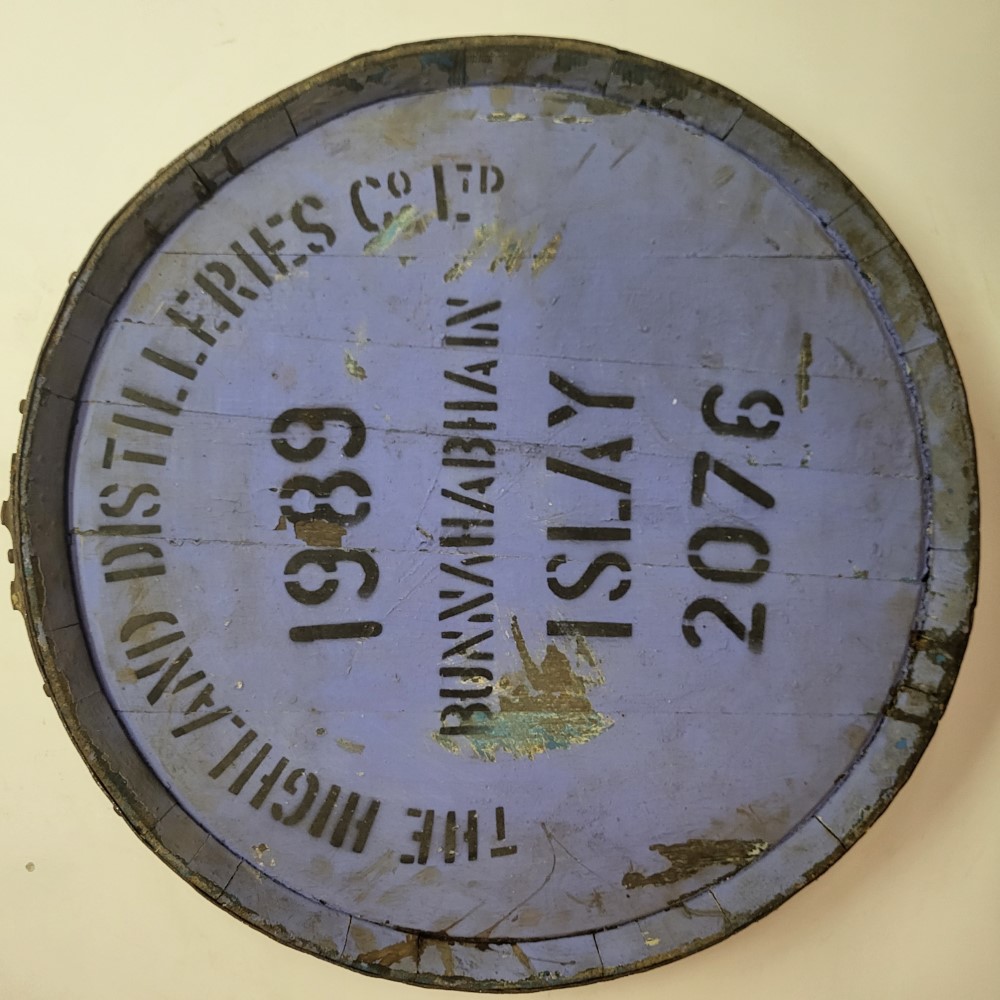 THE HIGHLAND DISTILLERIES Cº LTD
1989
BUNNAHABHAIN
ISLAY
2076